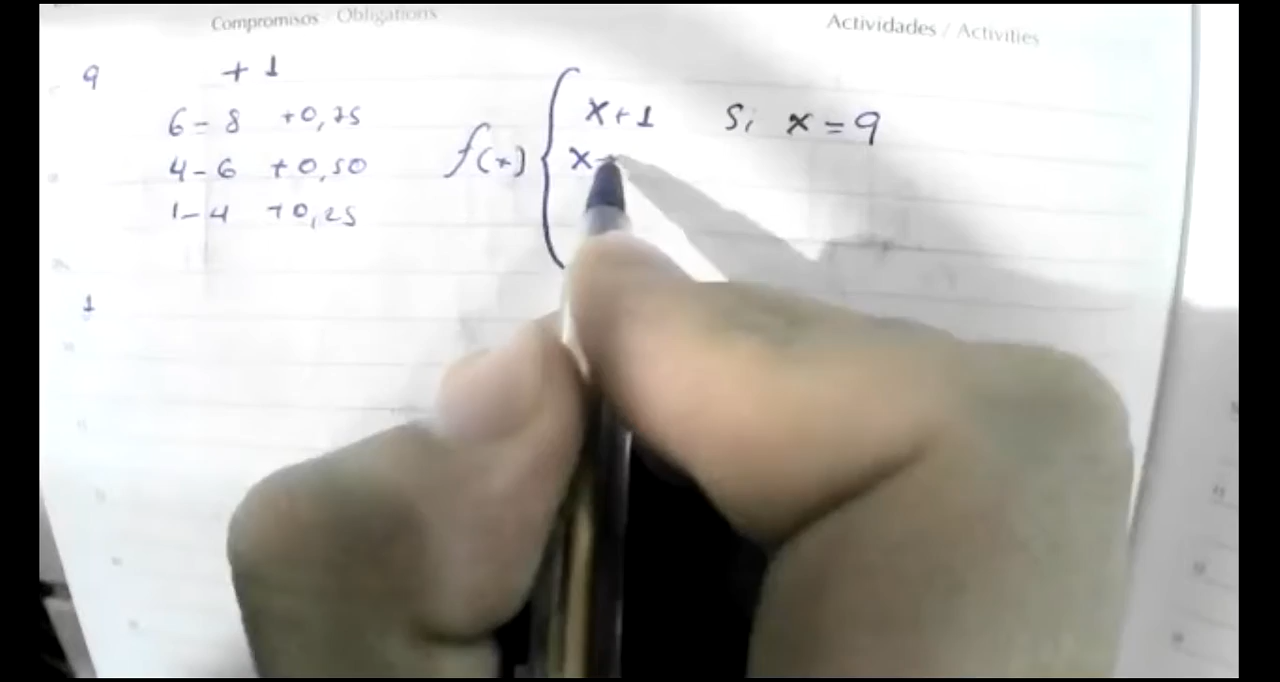 Compromisos - Obligations
Actividades / Activities
9 + 1
6 - 8 +0,75
4 - 6 +0,50
1 - 4 +0,25
f(x) { x+1 Si x = 9
x+
1